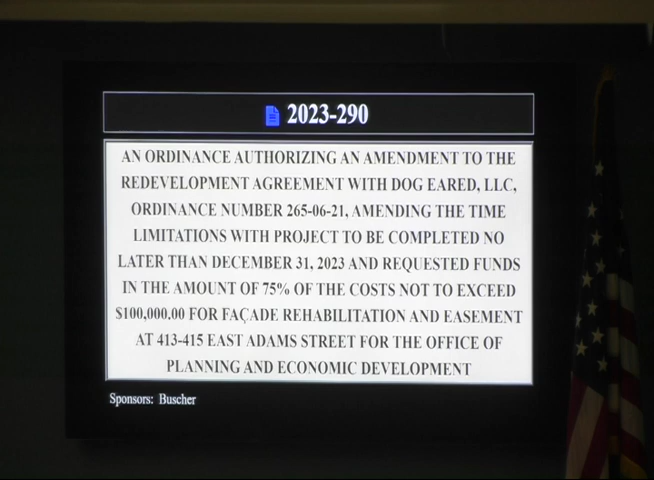 2023-290
AN ORDINANCE AUTHORIZING AN AMENDMENT TO THE
REDEVELOPMENT AGREEMENT WITH DOG EARED, LLC,
ORDINANCE NUMBER 265-06-21, AMENDING THE TIME
LIMITATIONS WITH PROJECT TO BE COMPLETED NO
LATER THAN DECEMBER 31, 2023 AND REQUESTED FUNDS
IN THE AMOUNT OF 75% OF THE COSTS NOT TO EXCEED
$100,000.00 FOR FAÇADE REHABILITATION AND EASEMENT
AT 413-415 EAST ADAMS STREET FOR THE OFFICE OF
PLANNING AND ECONOMIC DEVELOPMENT
Sponsors: Buscher